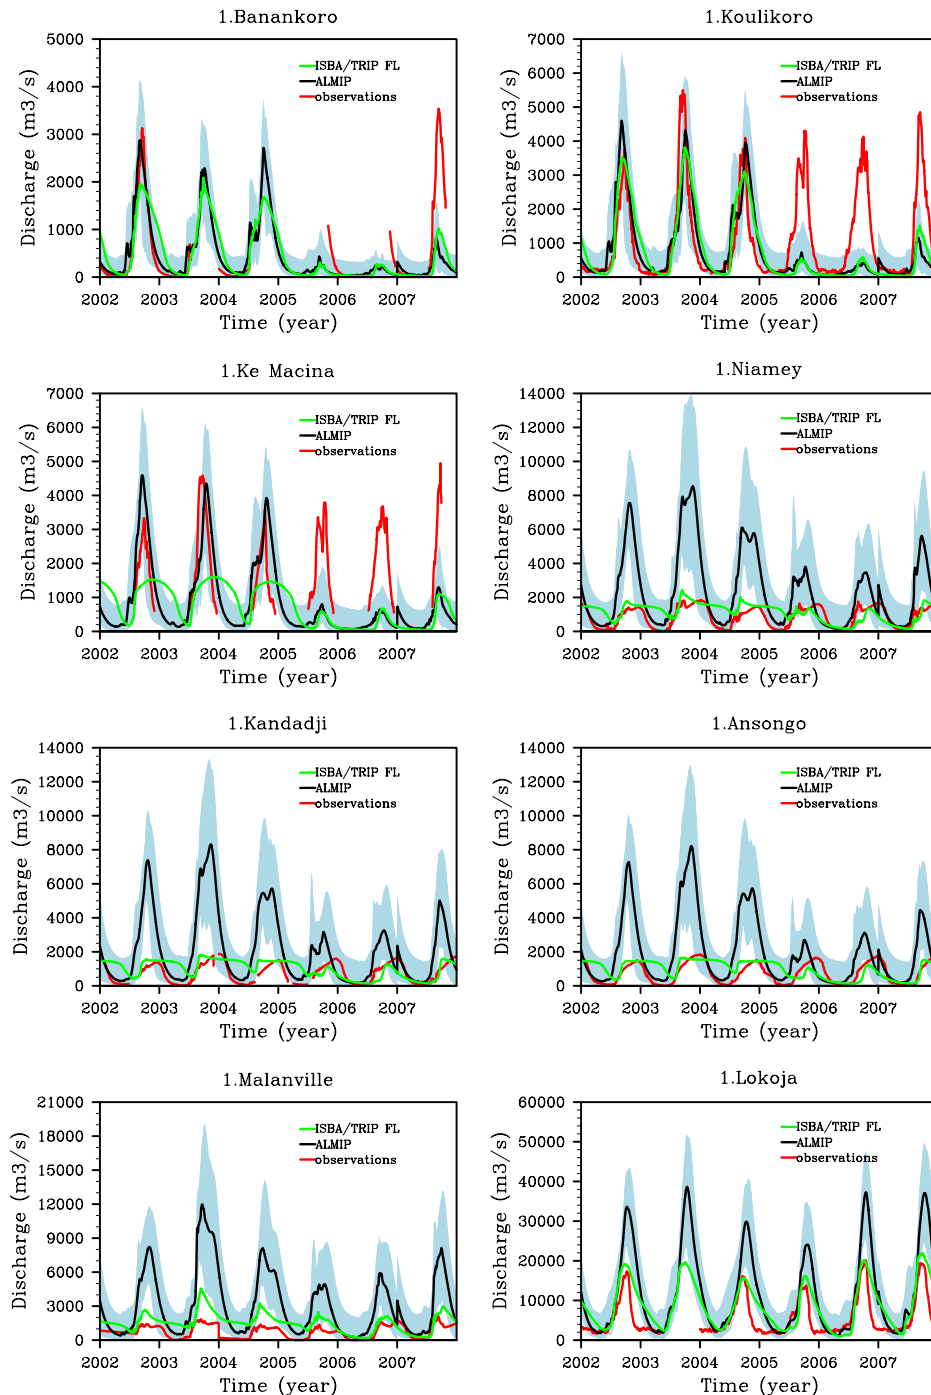 1.Banankoro
Discharge (m3/s)
5000
4000
3000
2000
1000
0
ISBA/TRIP FL
ALMIP
observations
2002 2003 2004 2005 2006 2007
Time (year)
1.Koulikoro
Discharge (m3/s)
7000
6000
5000
4000
3000
2000
1000
0
ISBA/TRIP FL
ALMIP
observations
2002 2003 2004 2005 2006 2007
Time (year)
1.Ke Macina
Discharge (m3/s)
7000
6000
5000
4000
3000
2000
1000
0
ISBA/TRIP FL
ALMIP
observations
2002 2003 2004 2005 2006 2007
Time (year)
1.Niamey
Discharge (m3/s)
14000
12000
10000
8000
6000
4000
2000
0
ISBA/TRIP FL
ALMIP
observations
2002 2003 2004 2005 2006 2007
Time (year)
1.Kandadji
Discharge (m3/s)
14000
12000
10000
8000
6000
4000
2000
0
ISBA/TRIP FL
ALMIP
observations
2002 2003 2004 2005 2006 2007
Time (year)
1.Ansongo
Discharge (m3/s)
14000
12000
10000
8000
6000
4000
2000
0
ISBA/TRIP FL
ALMIP
observations
2002 2003 2004 2005 2006 2007
Time (year)
1.Malanville
Discharge (m3/s)
21000
18000
15000
12000
9000
6000
3000
0
ISBA/TRIP FL
ALMIP
observations
2002 2003 2004 2005 2006 2007
Time (year)
1.Lokoja
Discharge (m3/s)
60000
50000
40000
30000
20000
10000
0
ISBA/TRIP FL
ALMIP
observations
2002 2003 2004 2005 2006 2007
Time (year)